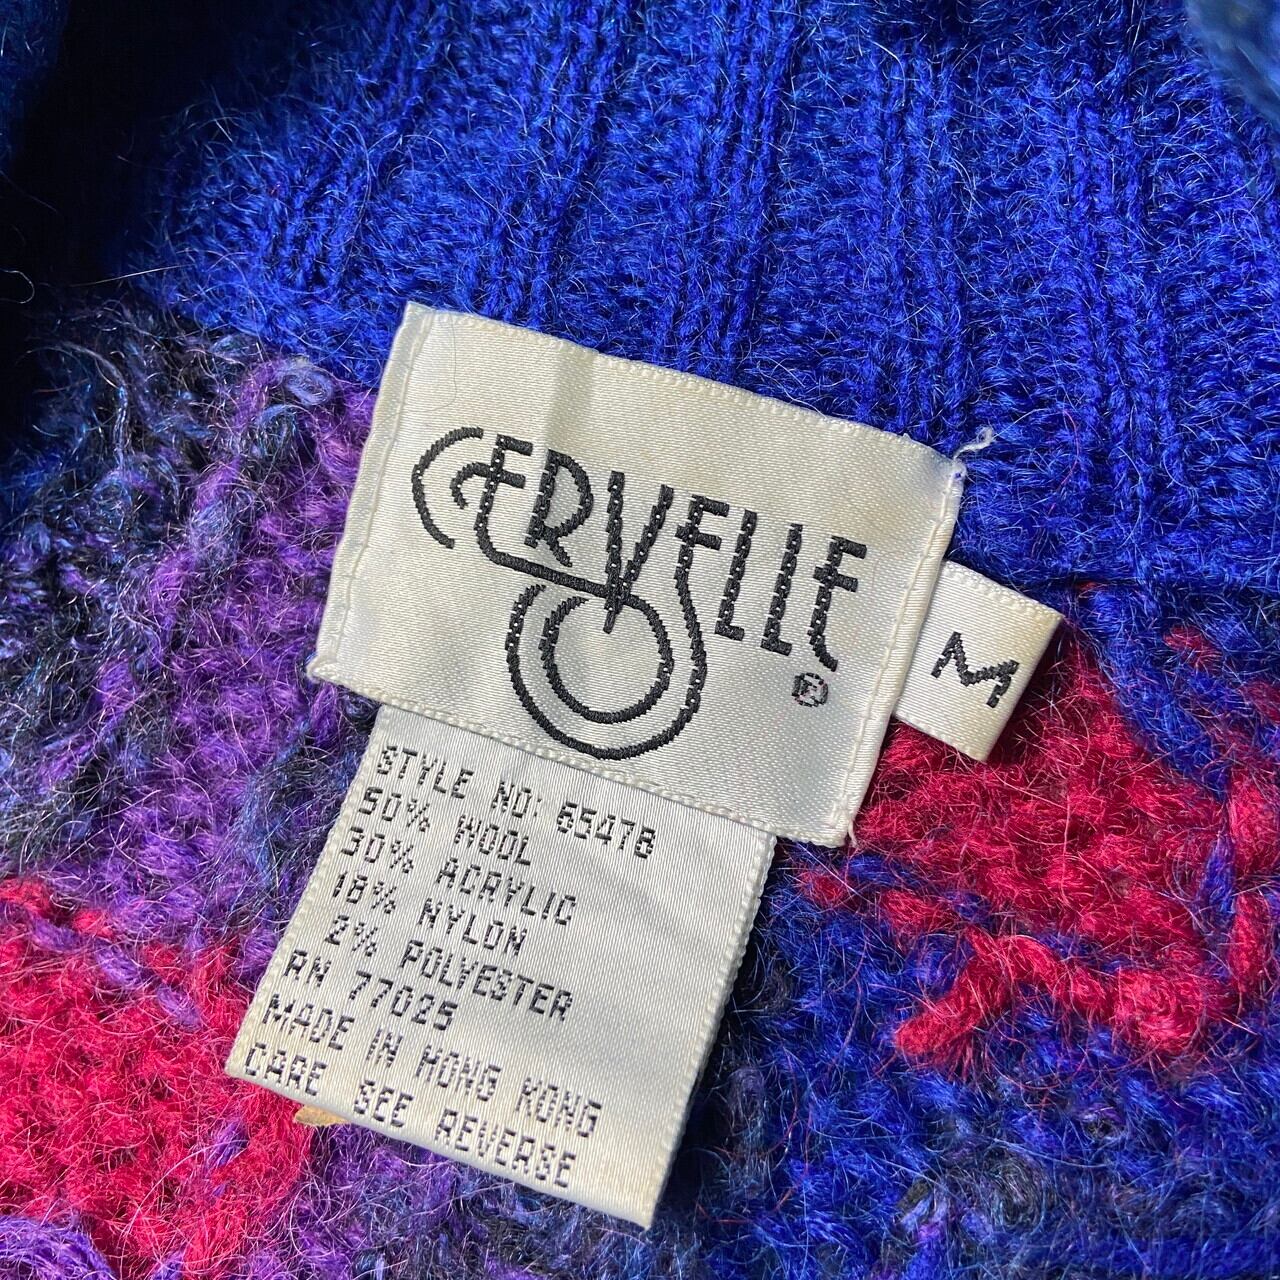 CERVELLE
®
M
STYLE NO: 65478
50% WOOL
30% ACRYLIC
18% NYLON
2% POLYESTER
RN 77025
MADE IN HONG KONG
CARE SEE REVERSE